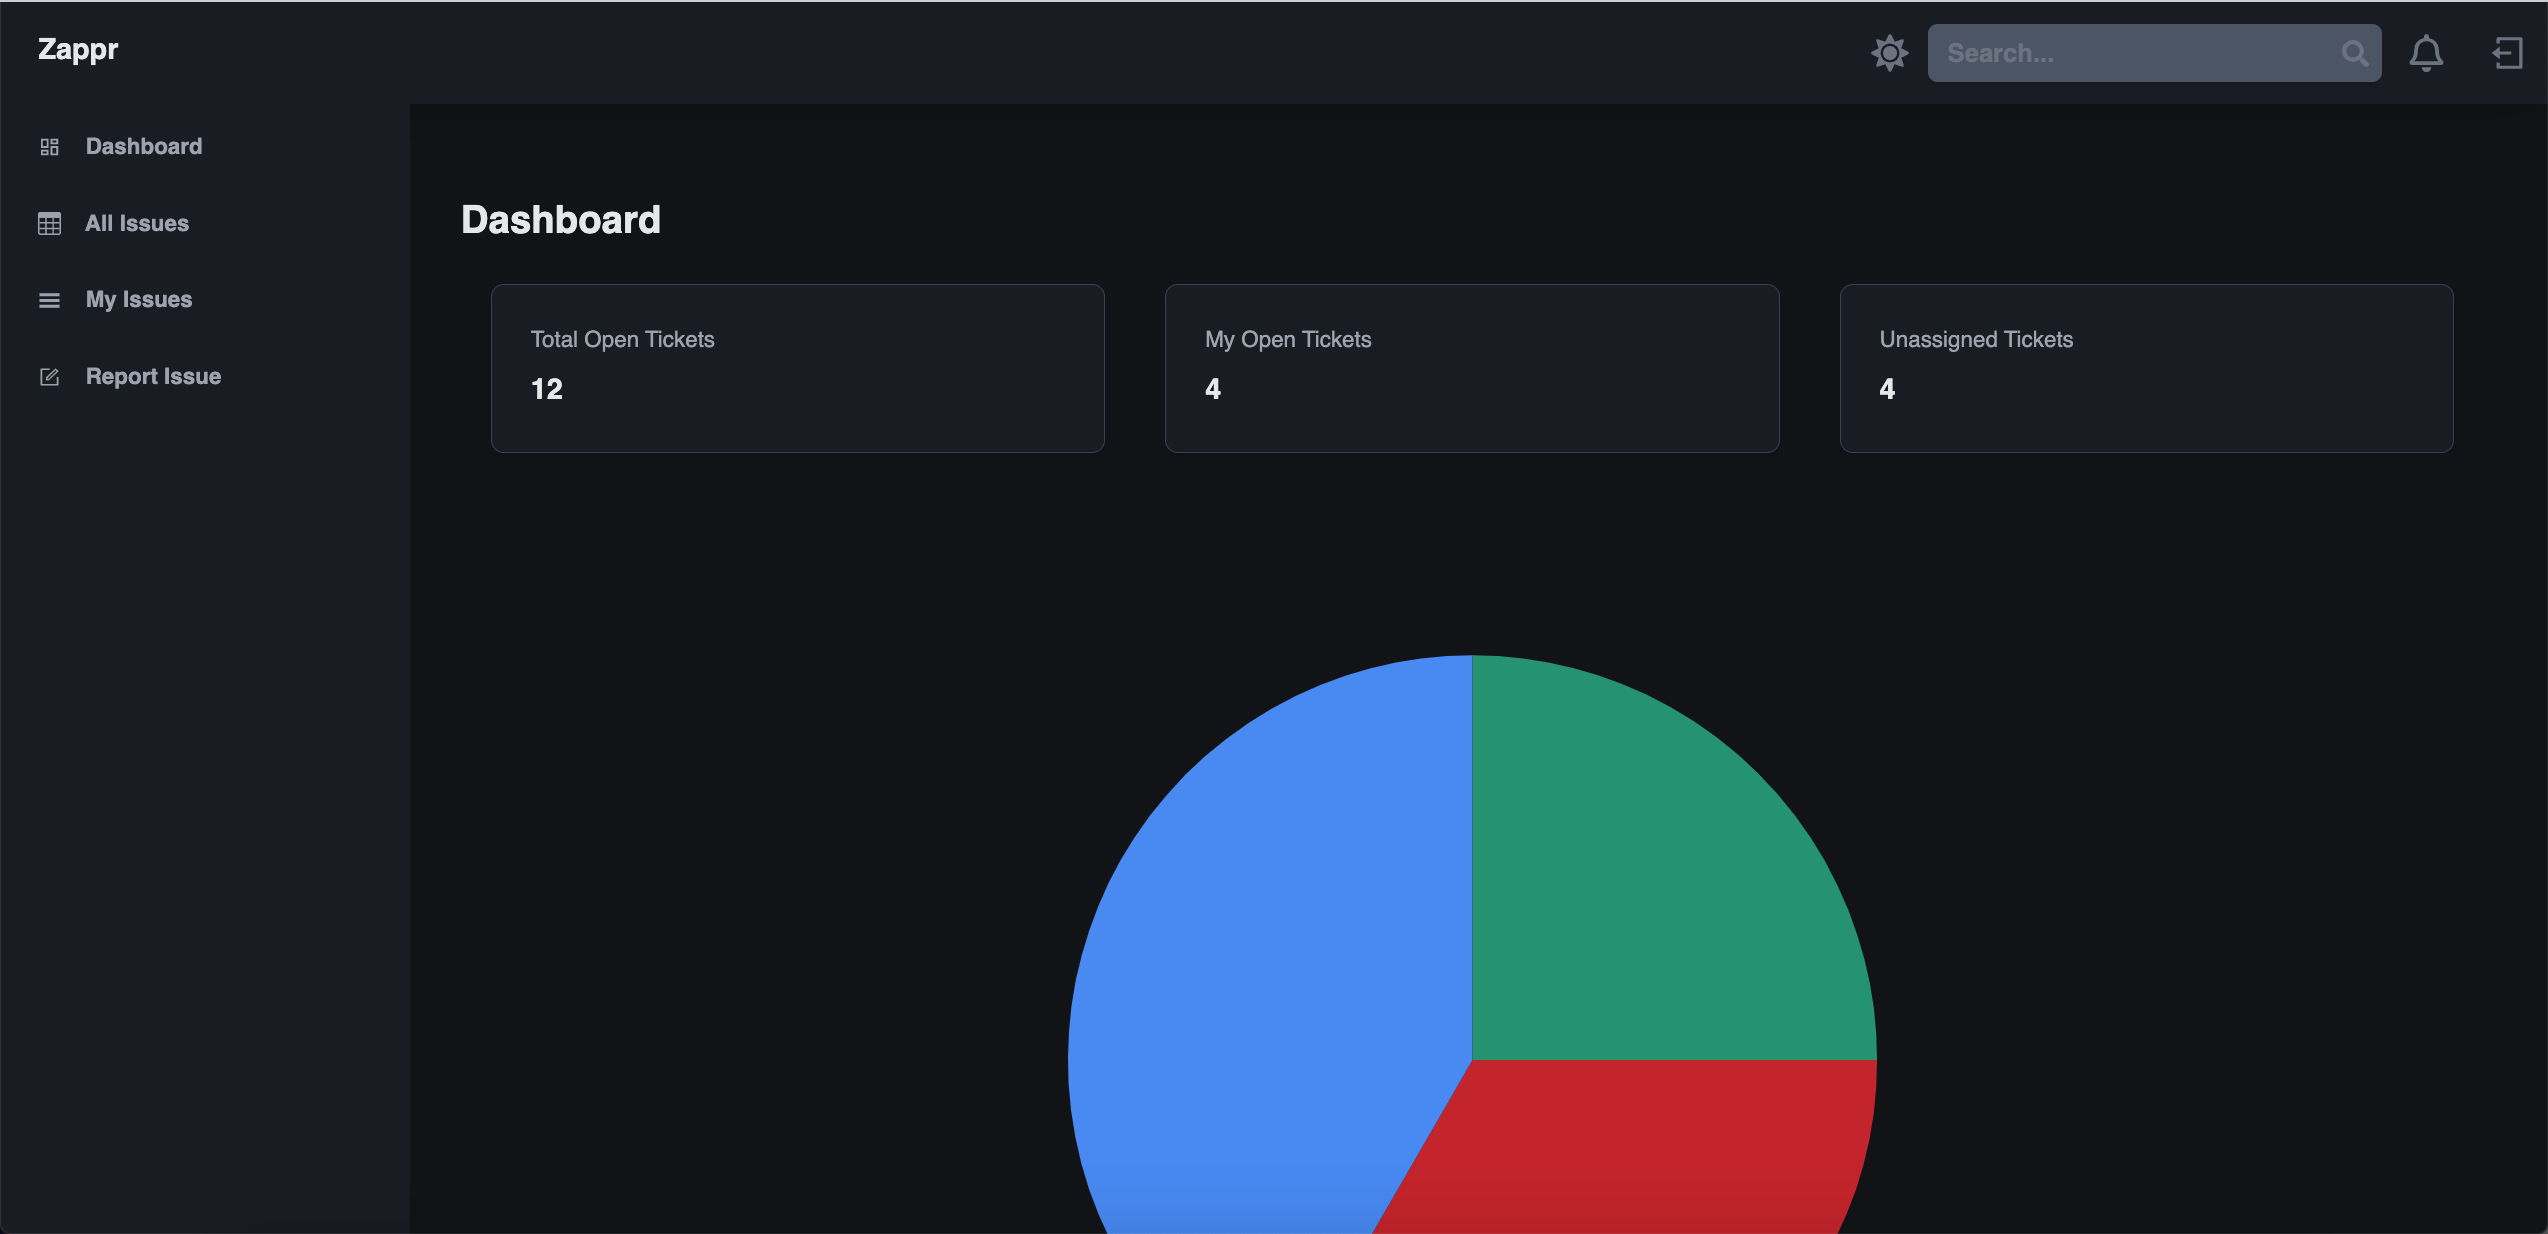 Zappr
Search...
Dashboard
All Issues
My Issues
Report Issue
Dashboard
Total Open Tickets
12
My Open Tickets
4
Unassigned Tickets
4